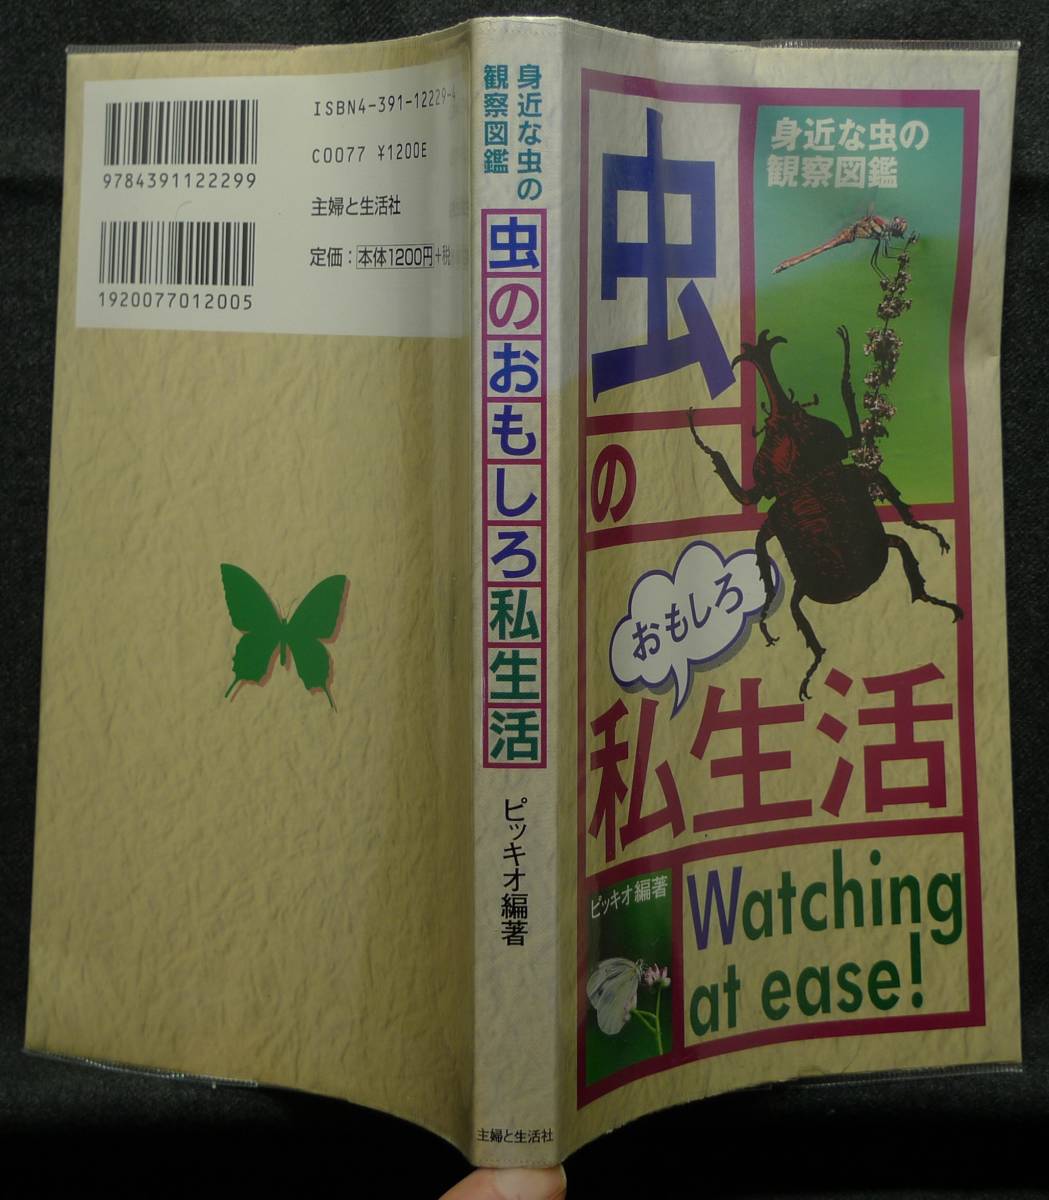 ISBN4-391-12229-4
C0077 ¥1200E
9784391122299
主婦と生活社
定価：本体1200円+税
1920077012005
身近な虫の
観察図鑑
虫のおもしろ私生活
ピッキオ編著
主婦と生活社
身近な虫の
観察図鑑
虫
の
おもしろ
私生活
ピッキオ編著
Watching
at ease!